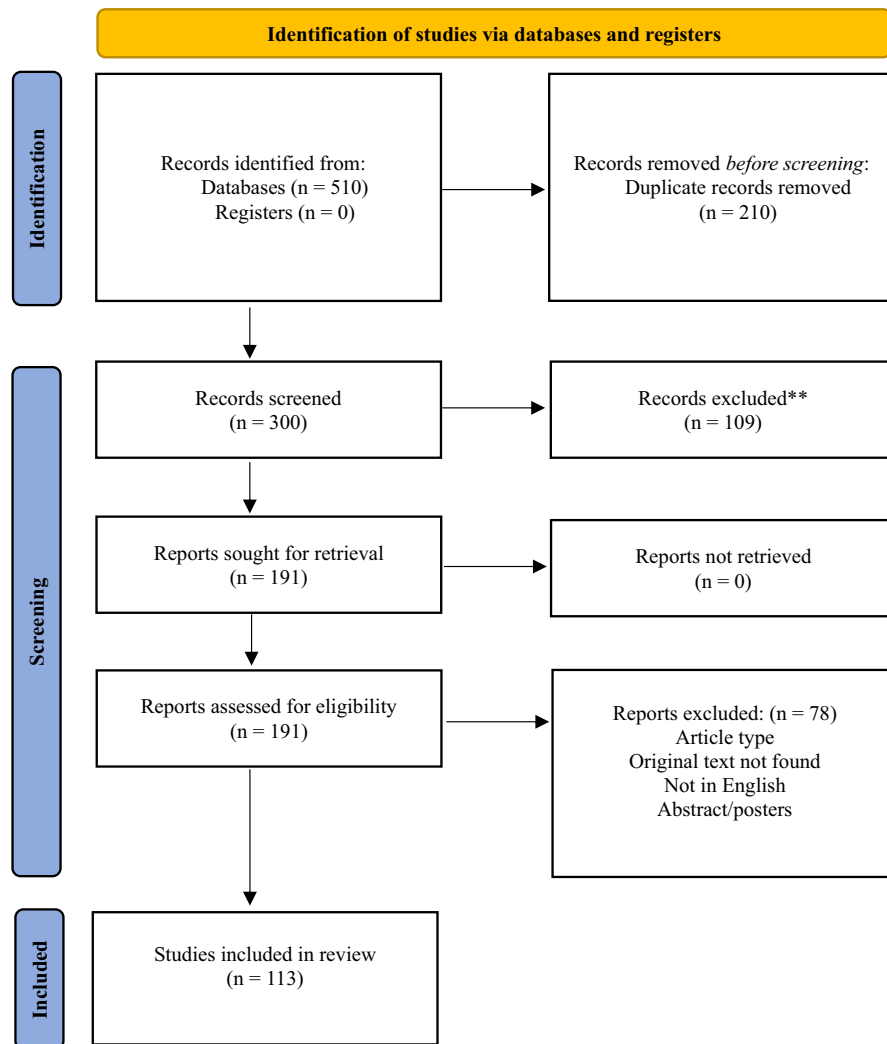 Identification of studies via databases and registers
Identification
Records identified from:
Databases (n = 510)
Registers (n = 0)
Records removed before screening:
Duplicate records removed
(n = 210)
Screening
Records screened
(n = 300)
Records excluded**
(n = 109)
Reports sought for retrieval
(n = 191)
Reports not retrieved
(n = 0)
Reports assessed for eligibility
(n = 191)
Reports excluded: (n = 78)
Article type
Original text not found
Not in English
Abstract/posters
Included
Studies included in review
(n = 113)